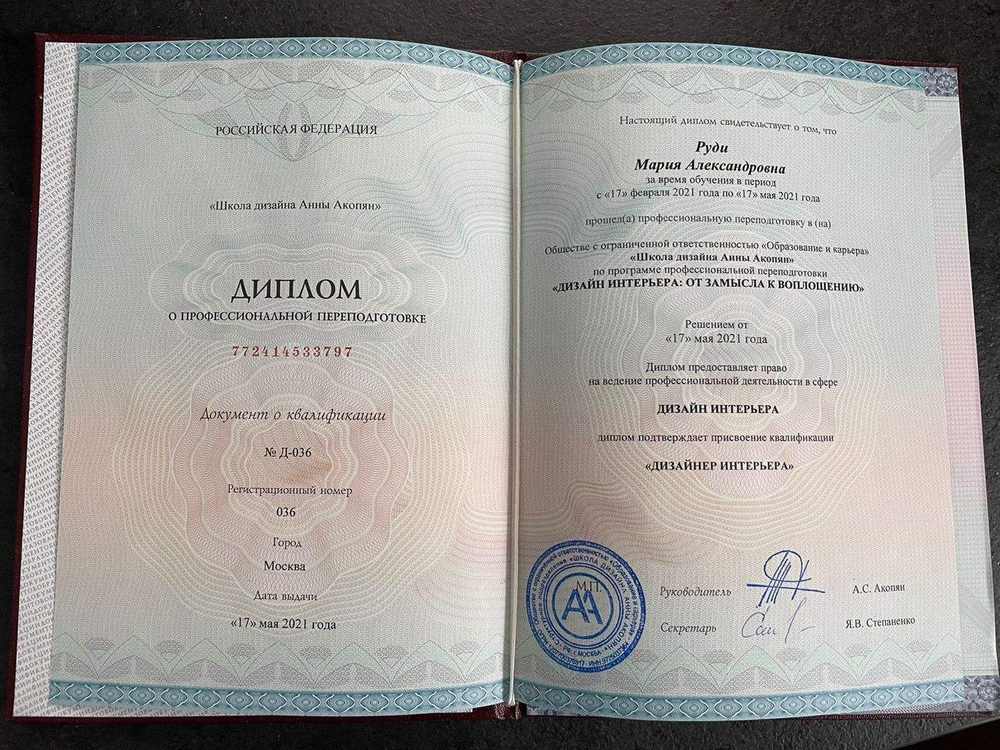 РОССИЙСКАЯ ФЕДЕРАЦИЯ
«Школа дизайна Анны Акопян»
ДИПЛОМ
О ПРОФЕССИОНАЛЬНОЙ ПЕРЕПОДГОТОВКЕ
772414533797
Документ о квалификации
№ Д-036
Регистрационный номер
036
Город
Москва
Дата выдачи
«17» мая 2021 года
Настоящий диплом свидетельствует о том, что
Руди
Мария Александровна
за время обучения в период
с «17» февраля 2021 года по «17» мая 2021 года
прошел(а) профессиональную переподготовку в (на)
Обществе с ограниченной ответственностью «Образование и карьера»
«Школа дизайна Анны Акопян»
по программе профессиональной переподготовки
«ДИЗАЙН ИНТЕРЬЕРА: ОТ ЗАМЫСЛА К ВОПЛОЩЕНИЮ»
Решением от
«17» мая 2021 года
Диплом предоставляет право
на ведение профессиональной деятельности в сфере
ДИЗАЙН ИНТЕРЬЕРА
диплом подтверждает присвоение квалификации
«ДИЗАЙНЕР ИНТЕРЬЕРА»
М.П.
Руководитель
А.С. Акопян
Секретарь
Я.В. Степаненко